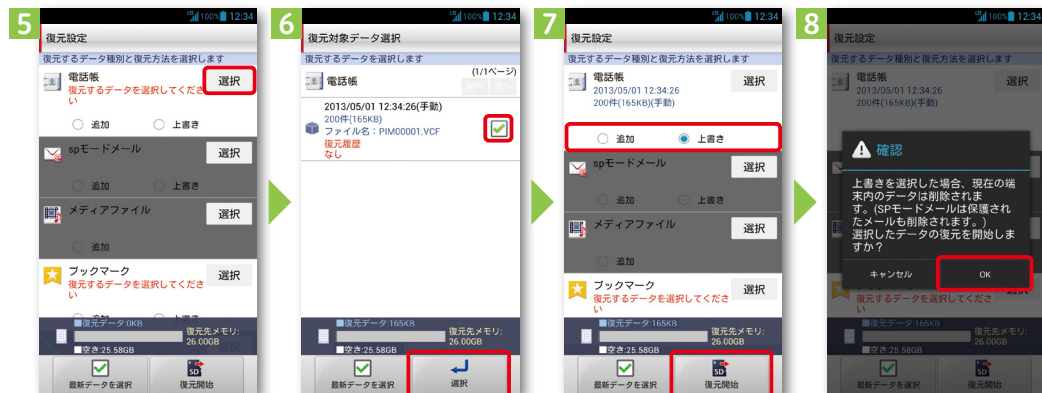 5
LTE 100% 12:34
復元設定
復元するデータ種別と復元方法を選択します
電話帳
復元するデータを選択してくださ
い
選択
追加
上書き
spモードメール
選択
追加
上書き
メディアファイル
選択
追加
ブックマーク
復元するデータを選択してくださ
い
選択
■復元データ:0KB
復元先メモリ:
26.00GB
■空き:25.58GB
最新データを選択
復元開始
6
LTE 100% 12:34
復元対象データ選択
復元するデータを選択します
電話帳
(1/1ページ)
2013/05/01 12:34:26(手動)
200件(165KB)
ファイル名:PIM00001.VCF
復元履歴
なし
■復元データ:165KB
復元先メモリ:
26.00GB
■空き:25.58GB
最新データを選択
選択
7
LTE 100% 12:34
復元設定
復元するデータ種別と復元方法を選択します
電話帳
2013/05/01 12:34:26
200件(165KB)(手動)
選択
追加
上書き
spモードメール
選択
追加
上書き
メディアファイル
選択
追加
ブックマーク
復元するデータを選択してくださ
い
選択
■復元データ:165KB
復元先メモリ:
26.00GB
■空き:25.58GB
最新データを選択
SD
復元開始
8
LTE 100% 12:34
復元設定
復元するデータ種別と復元方法を選択します
電話帳
2013/05/01 12:34:26
200件(165KB)(手動)
選択
確認
上書きを選択した場合、現在の端
末内のデータは削除されま
す。(SPモードメールは保護され
たメールも削除されます。)
選択したデータの復元を開始しま
すか?
キャンセル
OK
復元するデータを選択してくださ
い
選択
■復元データ:165KB
復元先メモリ:
26.00GB
■空き:25.58GB
最新データを選択
SD
復元開始